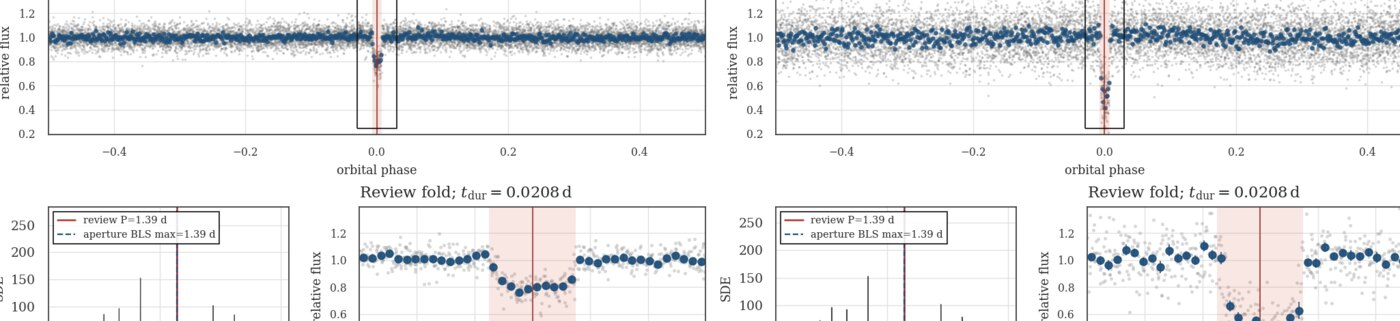 1.2
1.0
0.8
0.6
0.4
0.2
relative flux
−0.4
−0.2
0.0
0.2
0.4
orbital phase
1.2
1.0
0.8
0.6
0.4
0.2
relative flux
−0.4
−0.2
0.0
0.2
0.4
orbital phase
250
200
150
100
SDE
review P=1.39 d
aperture BLS max=1.39 d
Review fold; tdur = 0.0208 d
1.2
1.0
0.8
0.6
relative flux
250
200
150
100
SDE
review P=1.39 d
aperture BLS max=1.39 d
Review fold; tdur = 0.0208 d
1.2
1.0
0.8
0.6
relative flux